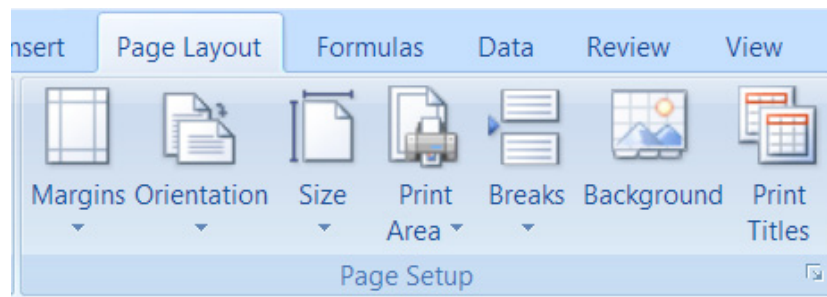 nsert Page Layout Formulas Data Review View
Margins Orientation Size Print Breaks Background Print
Area Titles
Page Setup